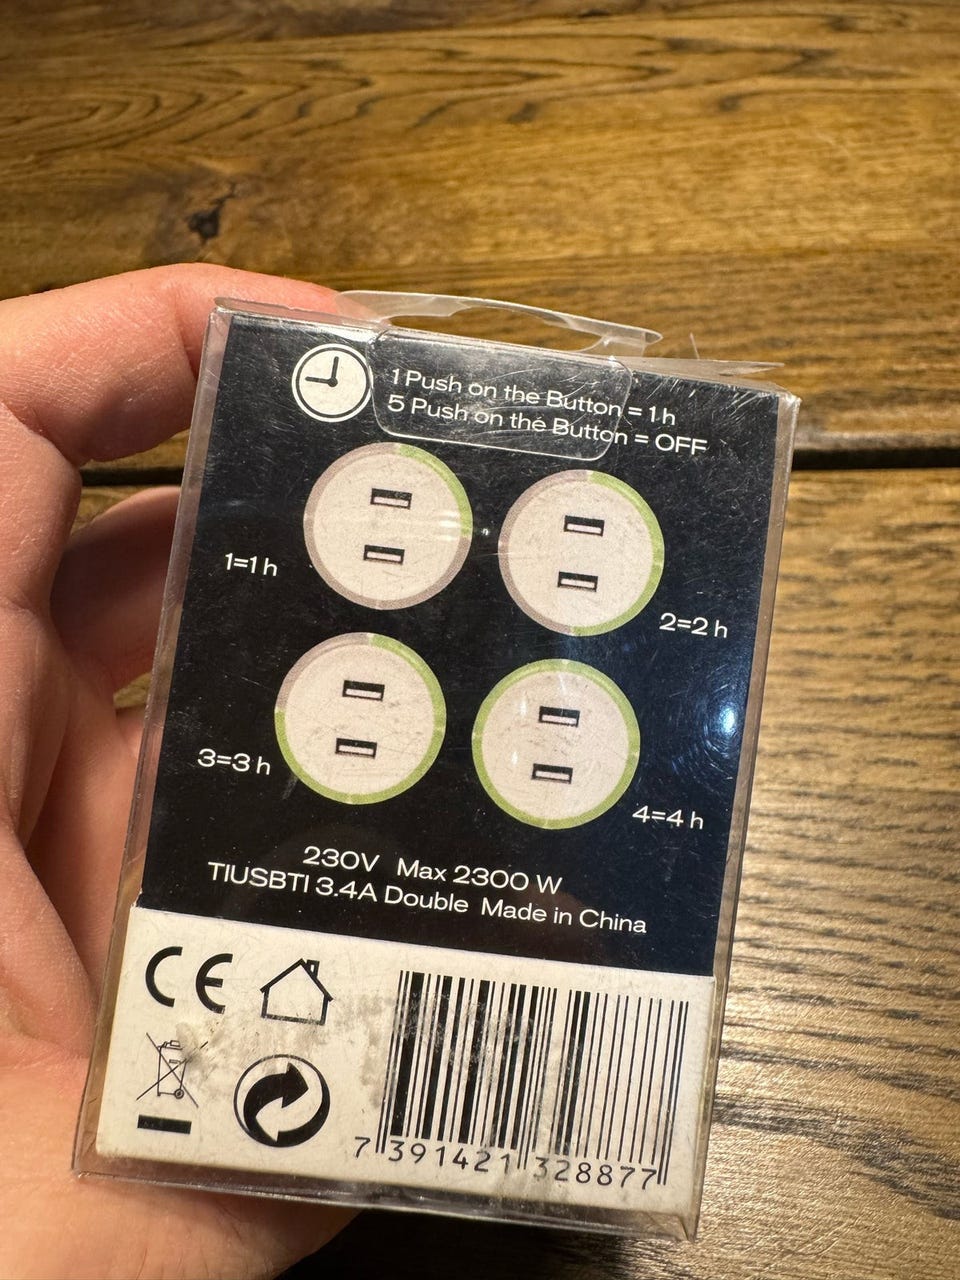 1 Push on the Button = 1 h
5 Push on the Button = OFF
1=1 h
2=2 h
3=3 h
4=4 h
230V Max 2300 W
TIUSBTI 3.4A Double Made in China
CE
7 391421 328877